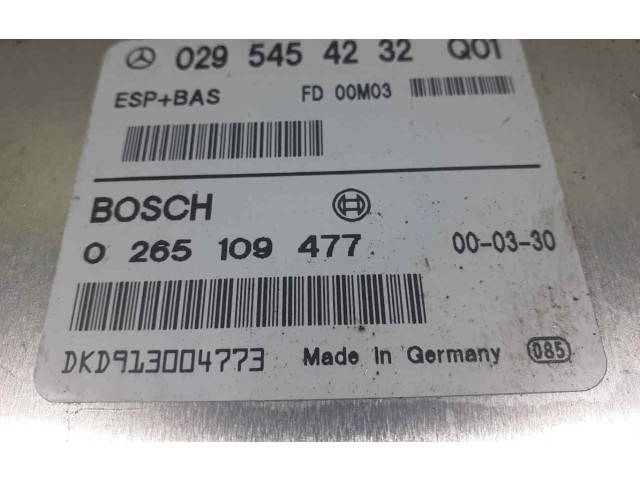 029 545 42 32 Q01
ESP+BAS FD 00M03
BOSCH
0 265 109 477 00-03-30
DKD913004773 Made in Germany 085